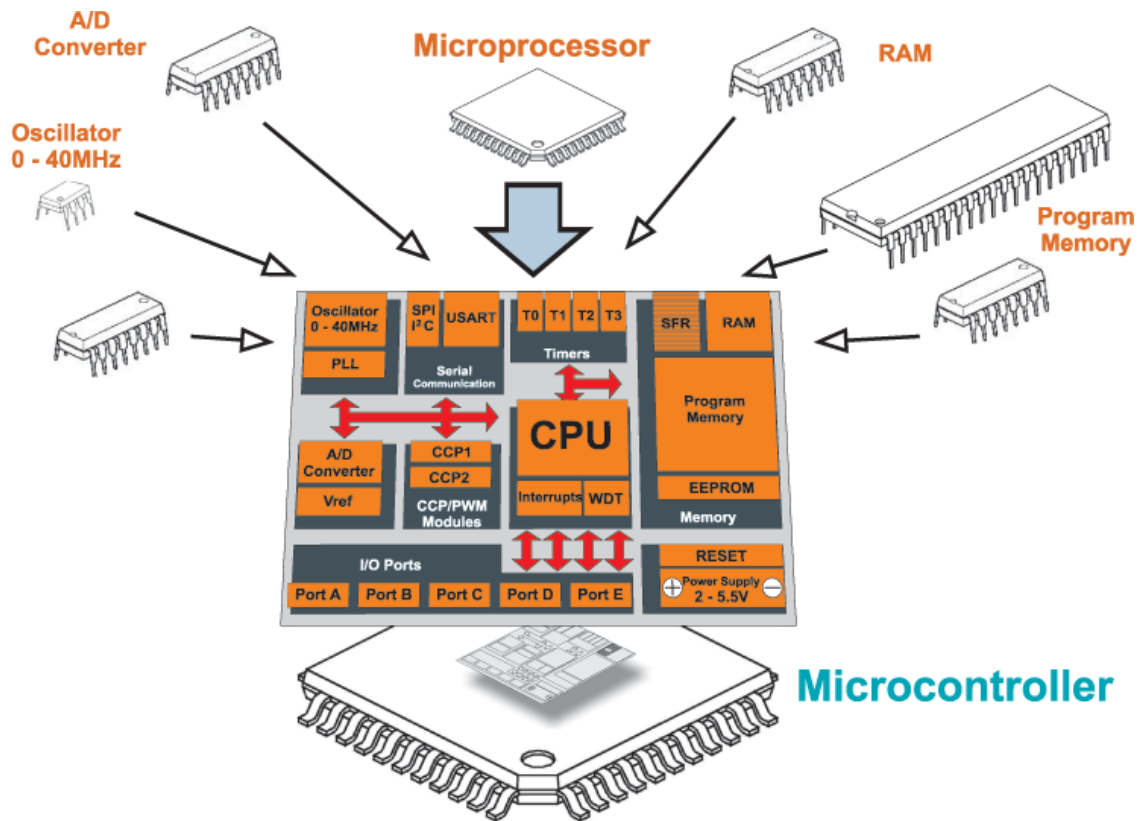 A/D
Converter
Microprocessor
RAM
Oscillator
0 - 40MHz
Program
Memory
Oscillator
0 - 40MHz
PLL
SPI
I²C
USART
Serial
Communication
T0
T1
T2
T3
Timers
SFR
RAM
Program
Memory
EEPROM
Memory
CPU
Interrupts
WDT
A/D
Converter
Vref
CCP1
CCP2
CCP/PWM
Modules
I/O Ports
Port A
Port B
Port C
Port D
Port E
RESET
+
Power Supply
2 - 5.5V
-
Microcontroller